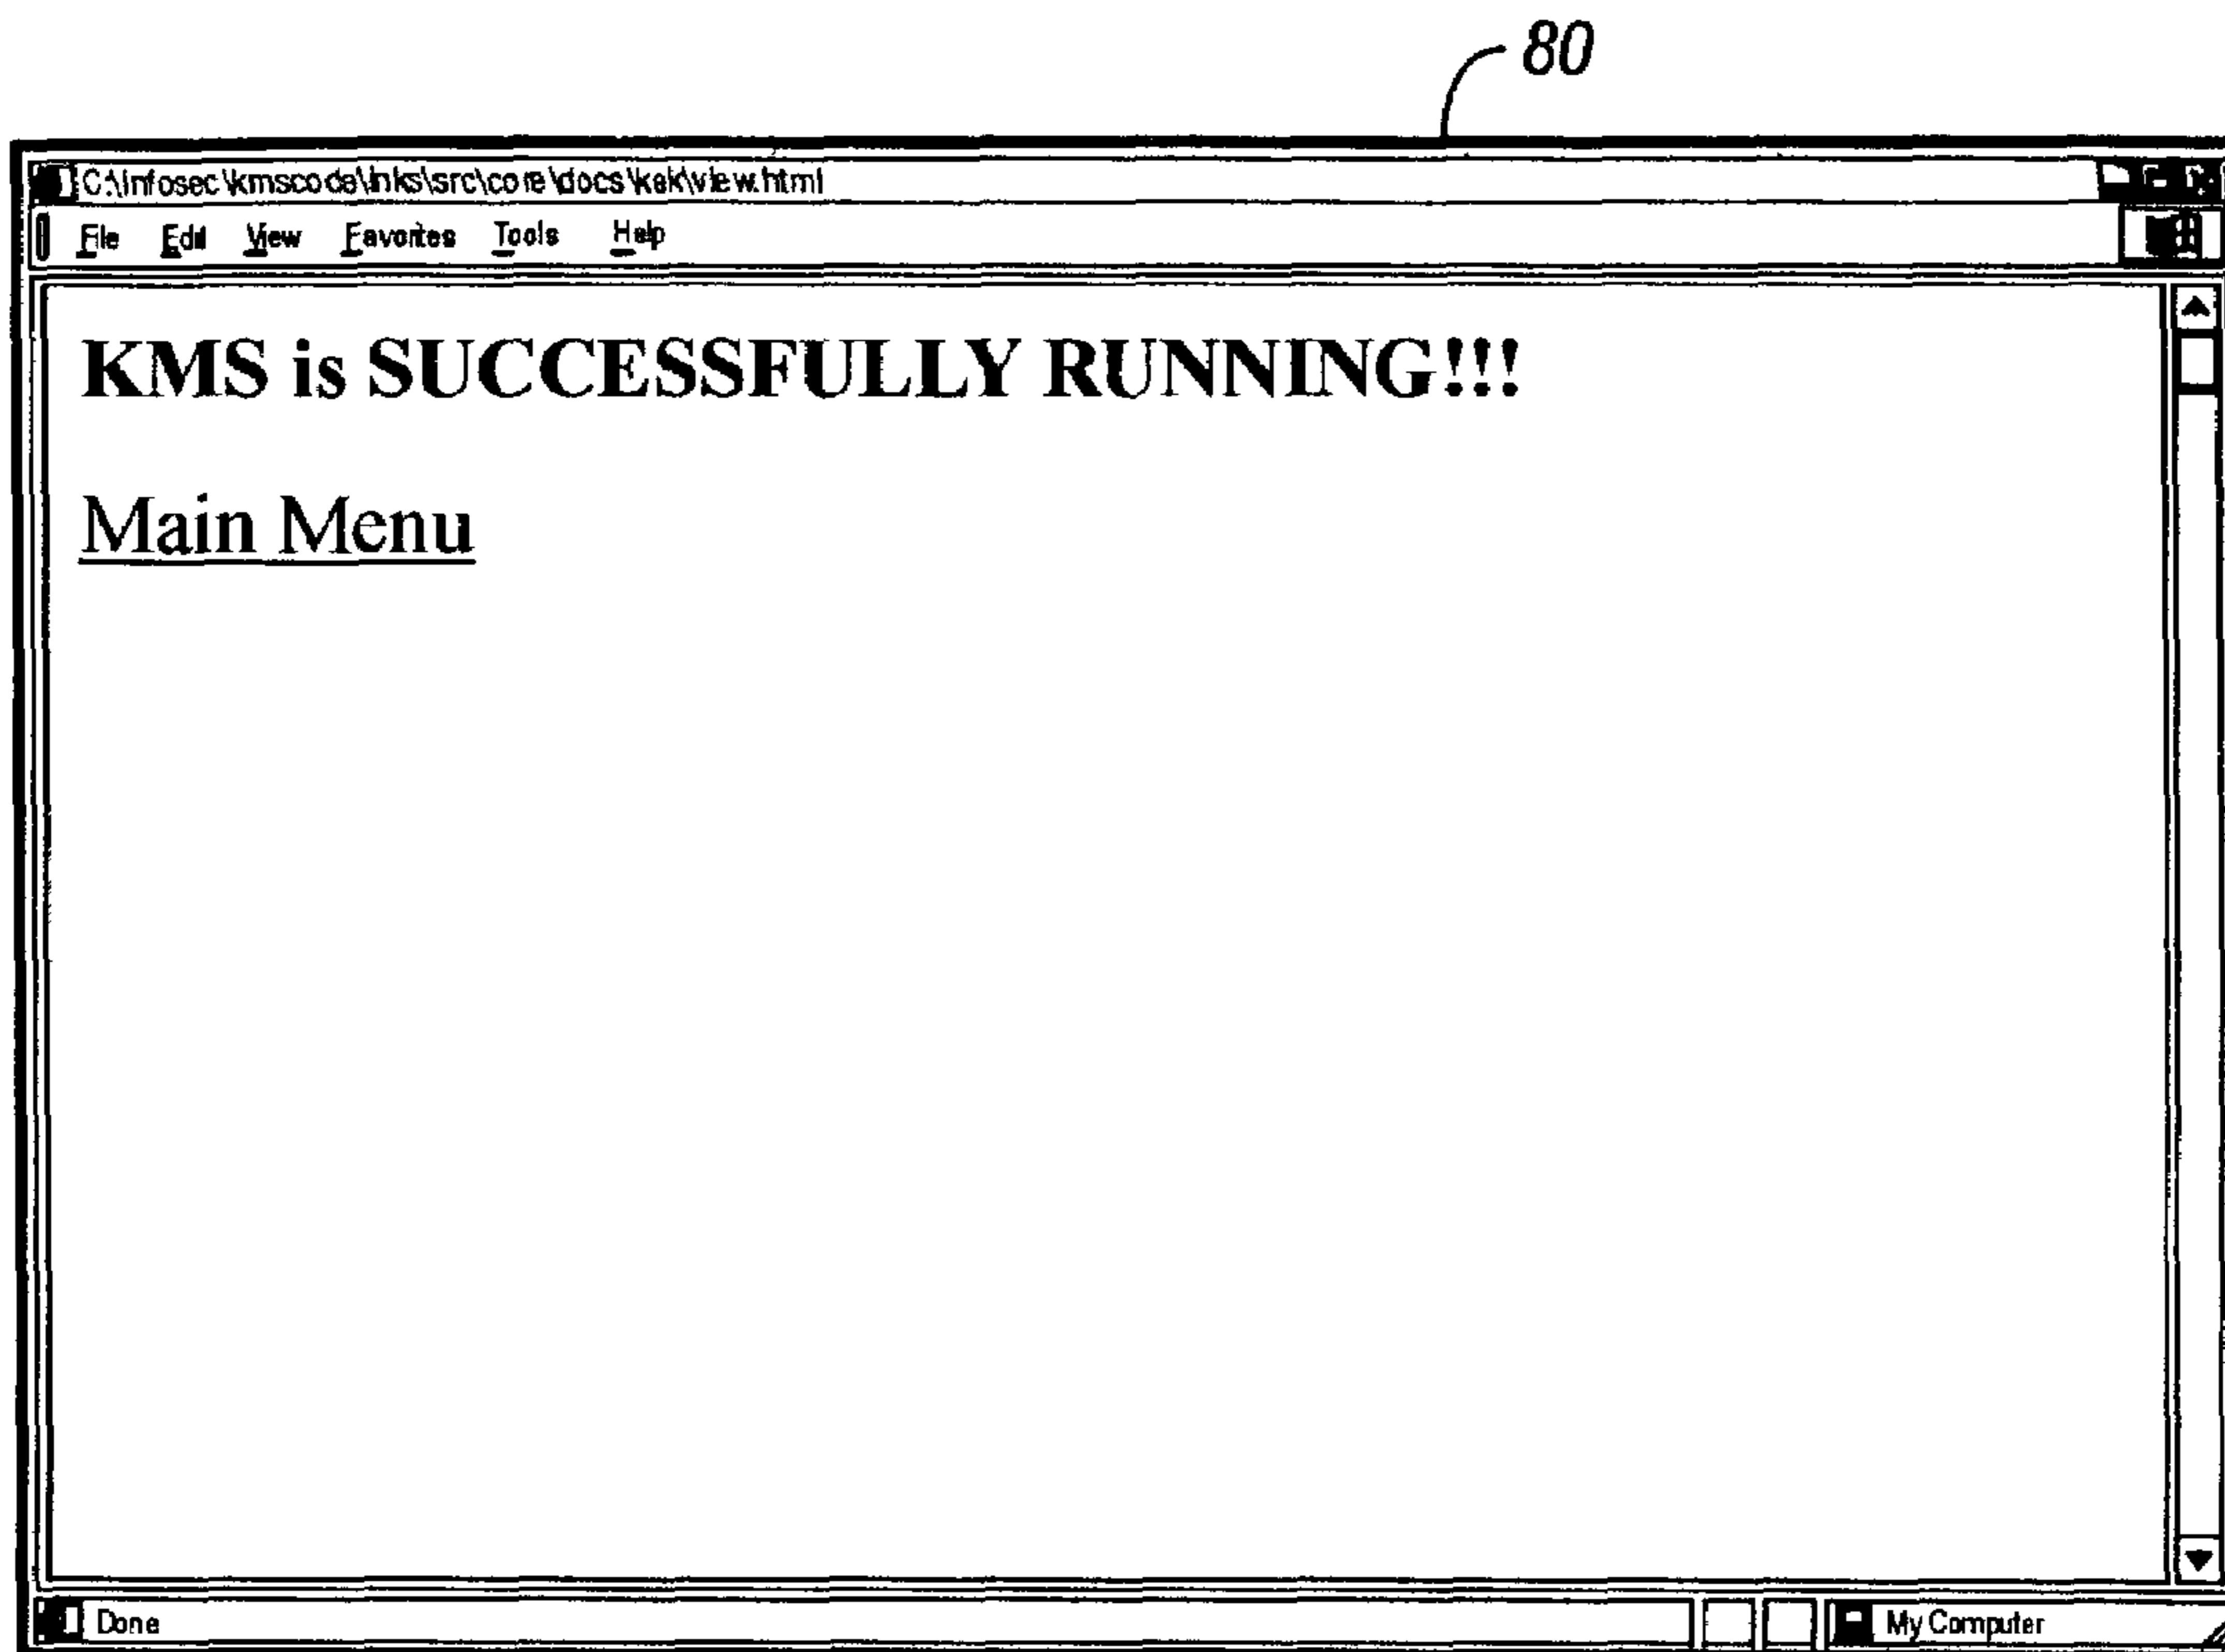 80
C:\Infosec\kmscode\inks\src\core\docs\kek\view.html
File Edit View Favorites Tools Help
KMS is SUCCESSFULLY RUNNING!!!
Main Menu
Done My Computer